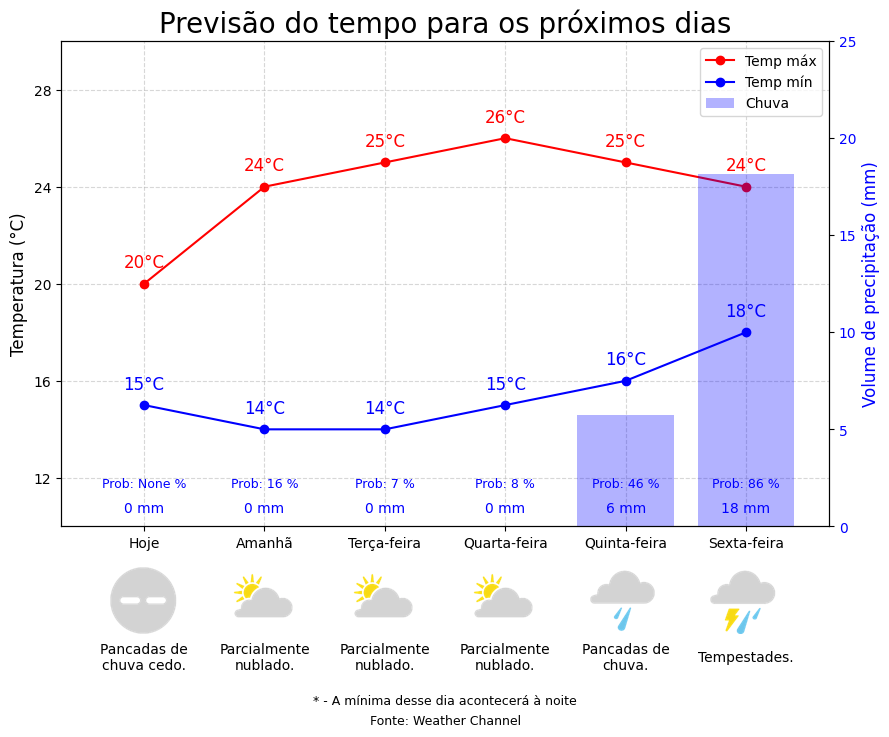 Previsão do tempo para os próximos dias
Temp máx
Temp mín
Chuva
Temperatura (°C)
Volume de precipitação (mm)
28
24
20
16
12
25
20
15
10
5
0
20°C
24°C
25°C
26°C
25°C
24°C
15°C
14°C
14°C
15°C
16°C
18°C
Prob: None %
Prob: 16 %
Prob: 7 %
Prob: 8 %
Prob: 46 %
Prob: 86 %
0 mm
0 mm
0 mm
0 mm
6 mm
18 mm
Hoje
Amanhã
Terça-feira
Quarta-feira
Quinta-feira
Sexta-feira
Pancadas de
chuva cedo.
Parcialmente
nublado.
Parcialmente
nublado.
Parcialmente
nublado.
Pancadas de
chuva.
Tempestades.
* - A mínima desse dia acontecerá à noite
Fonte: Weather Channel